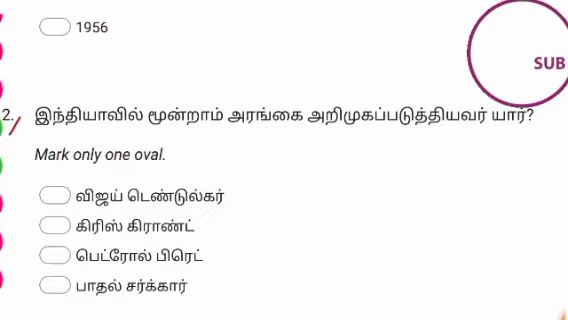 1956
SUB
2. இந்தியாவில் மூன்றாம் அரங்கை அறிமுகப்படுத்தியவர் யார்?
Mark only one oval.
விஜய் டெண்டுல்கர்
கிரிஸ் கிராண்ட்
பெட்ரோல் பிரெட்
பாதல் சர்க்கார்